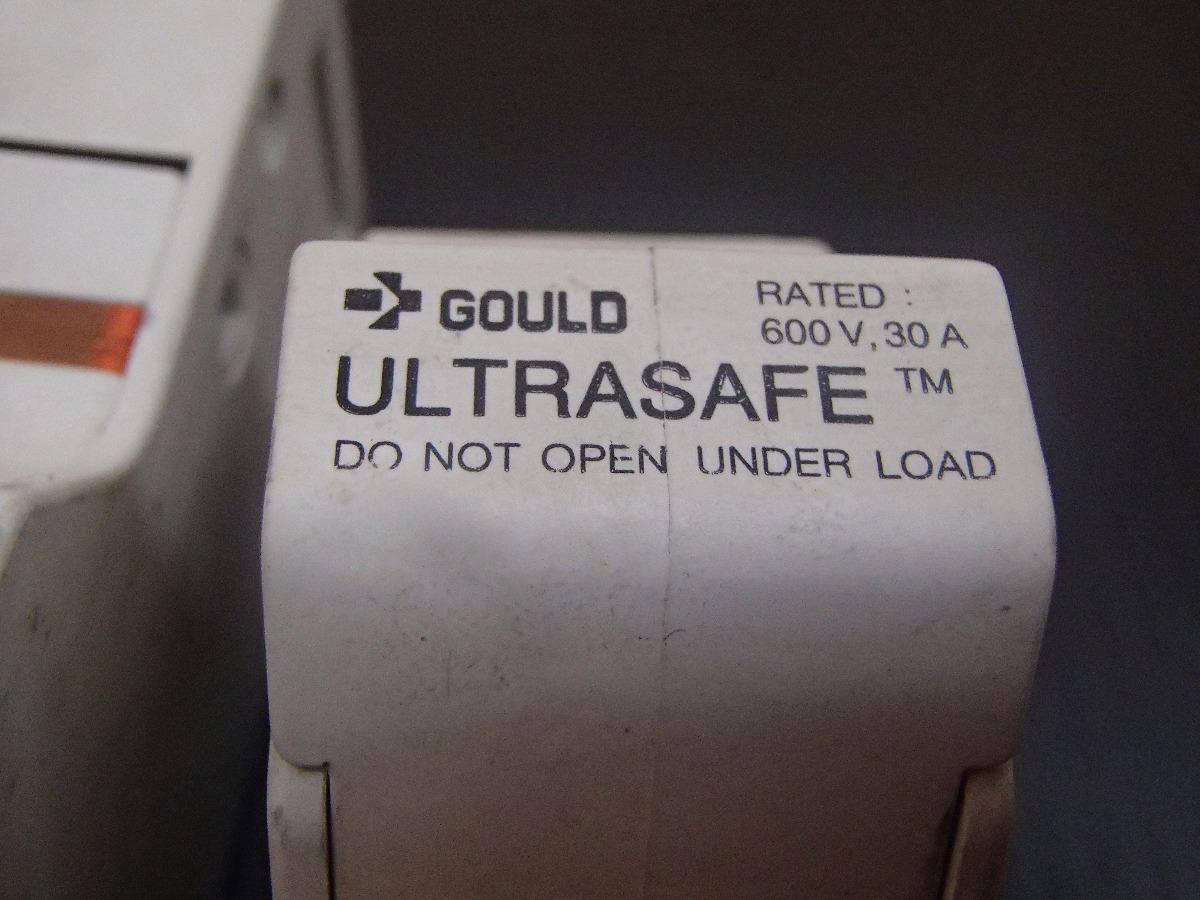 GOULD
RATED :
600 V, 30 A
ULTRASAFE ™
DO NOT OPEN UNDER LOAD